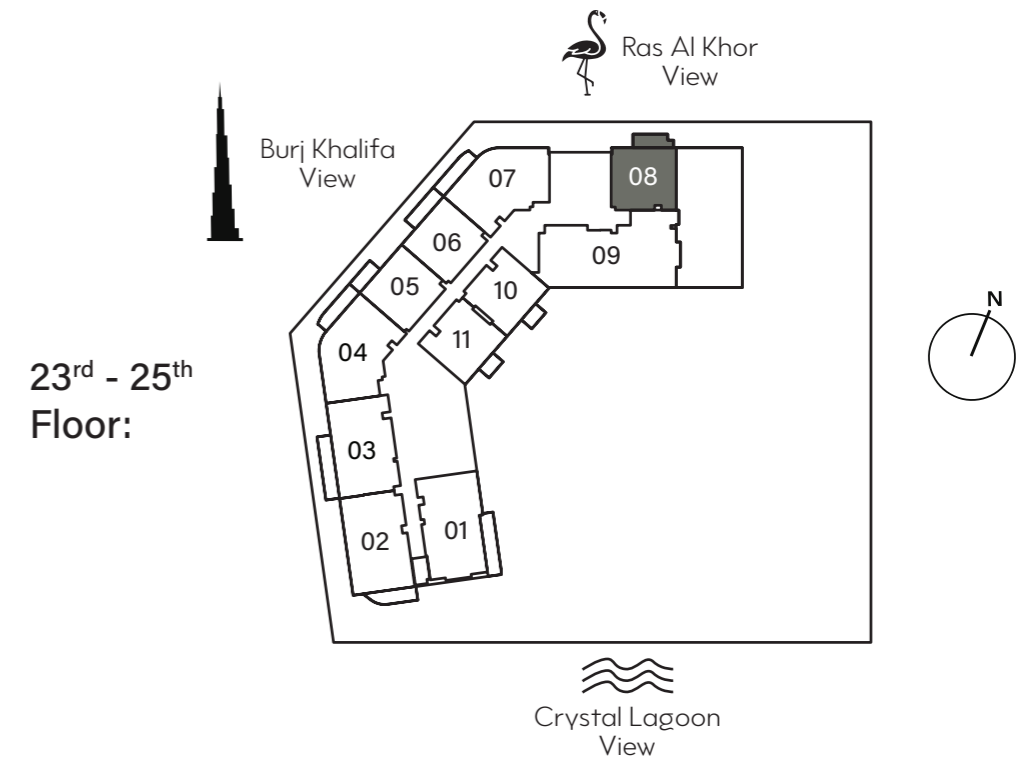 Ras Al Khor
View
Burj Khalifa
View
07
08
06
09
05
10
N
11
04
23rd - 25th
Floor:
03
02
01
Crystal Lagoon
View